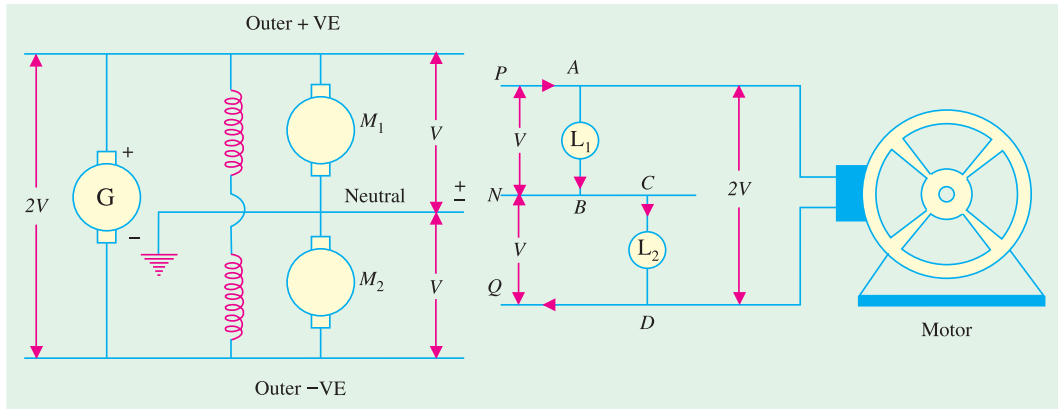 Outer + VE
2V
G
+
−
M1
M2
Neutral
V
+
−
V
Outer −VE
P
A
V
L1
N
B
C
2V
V
L2
Q
D
Motor